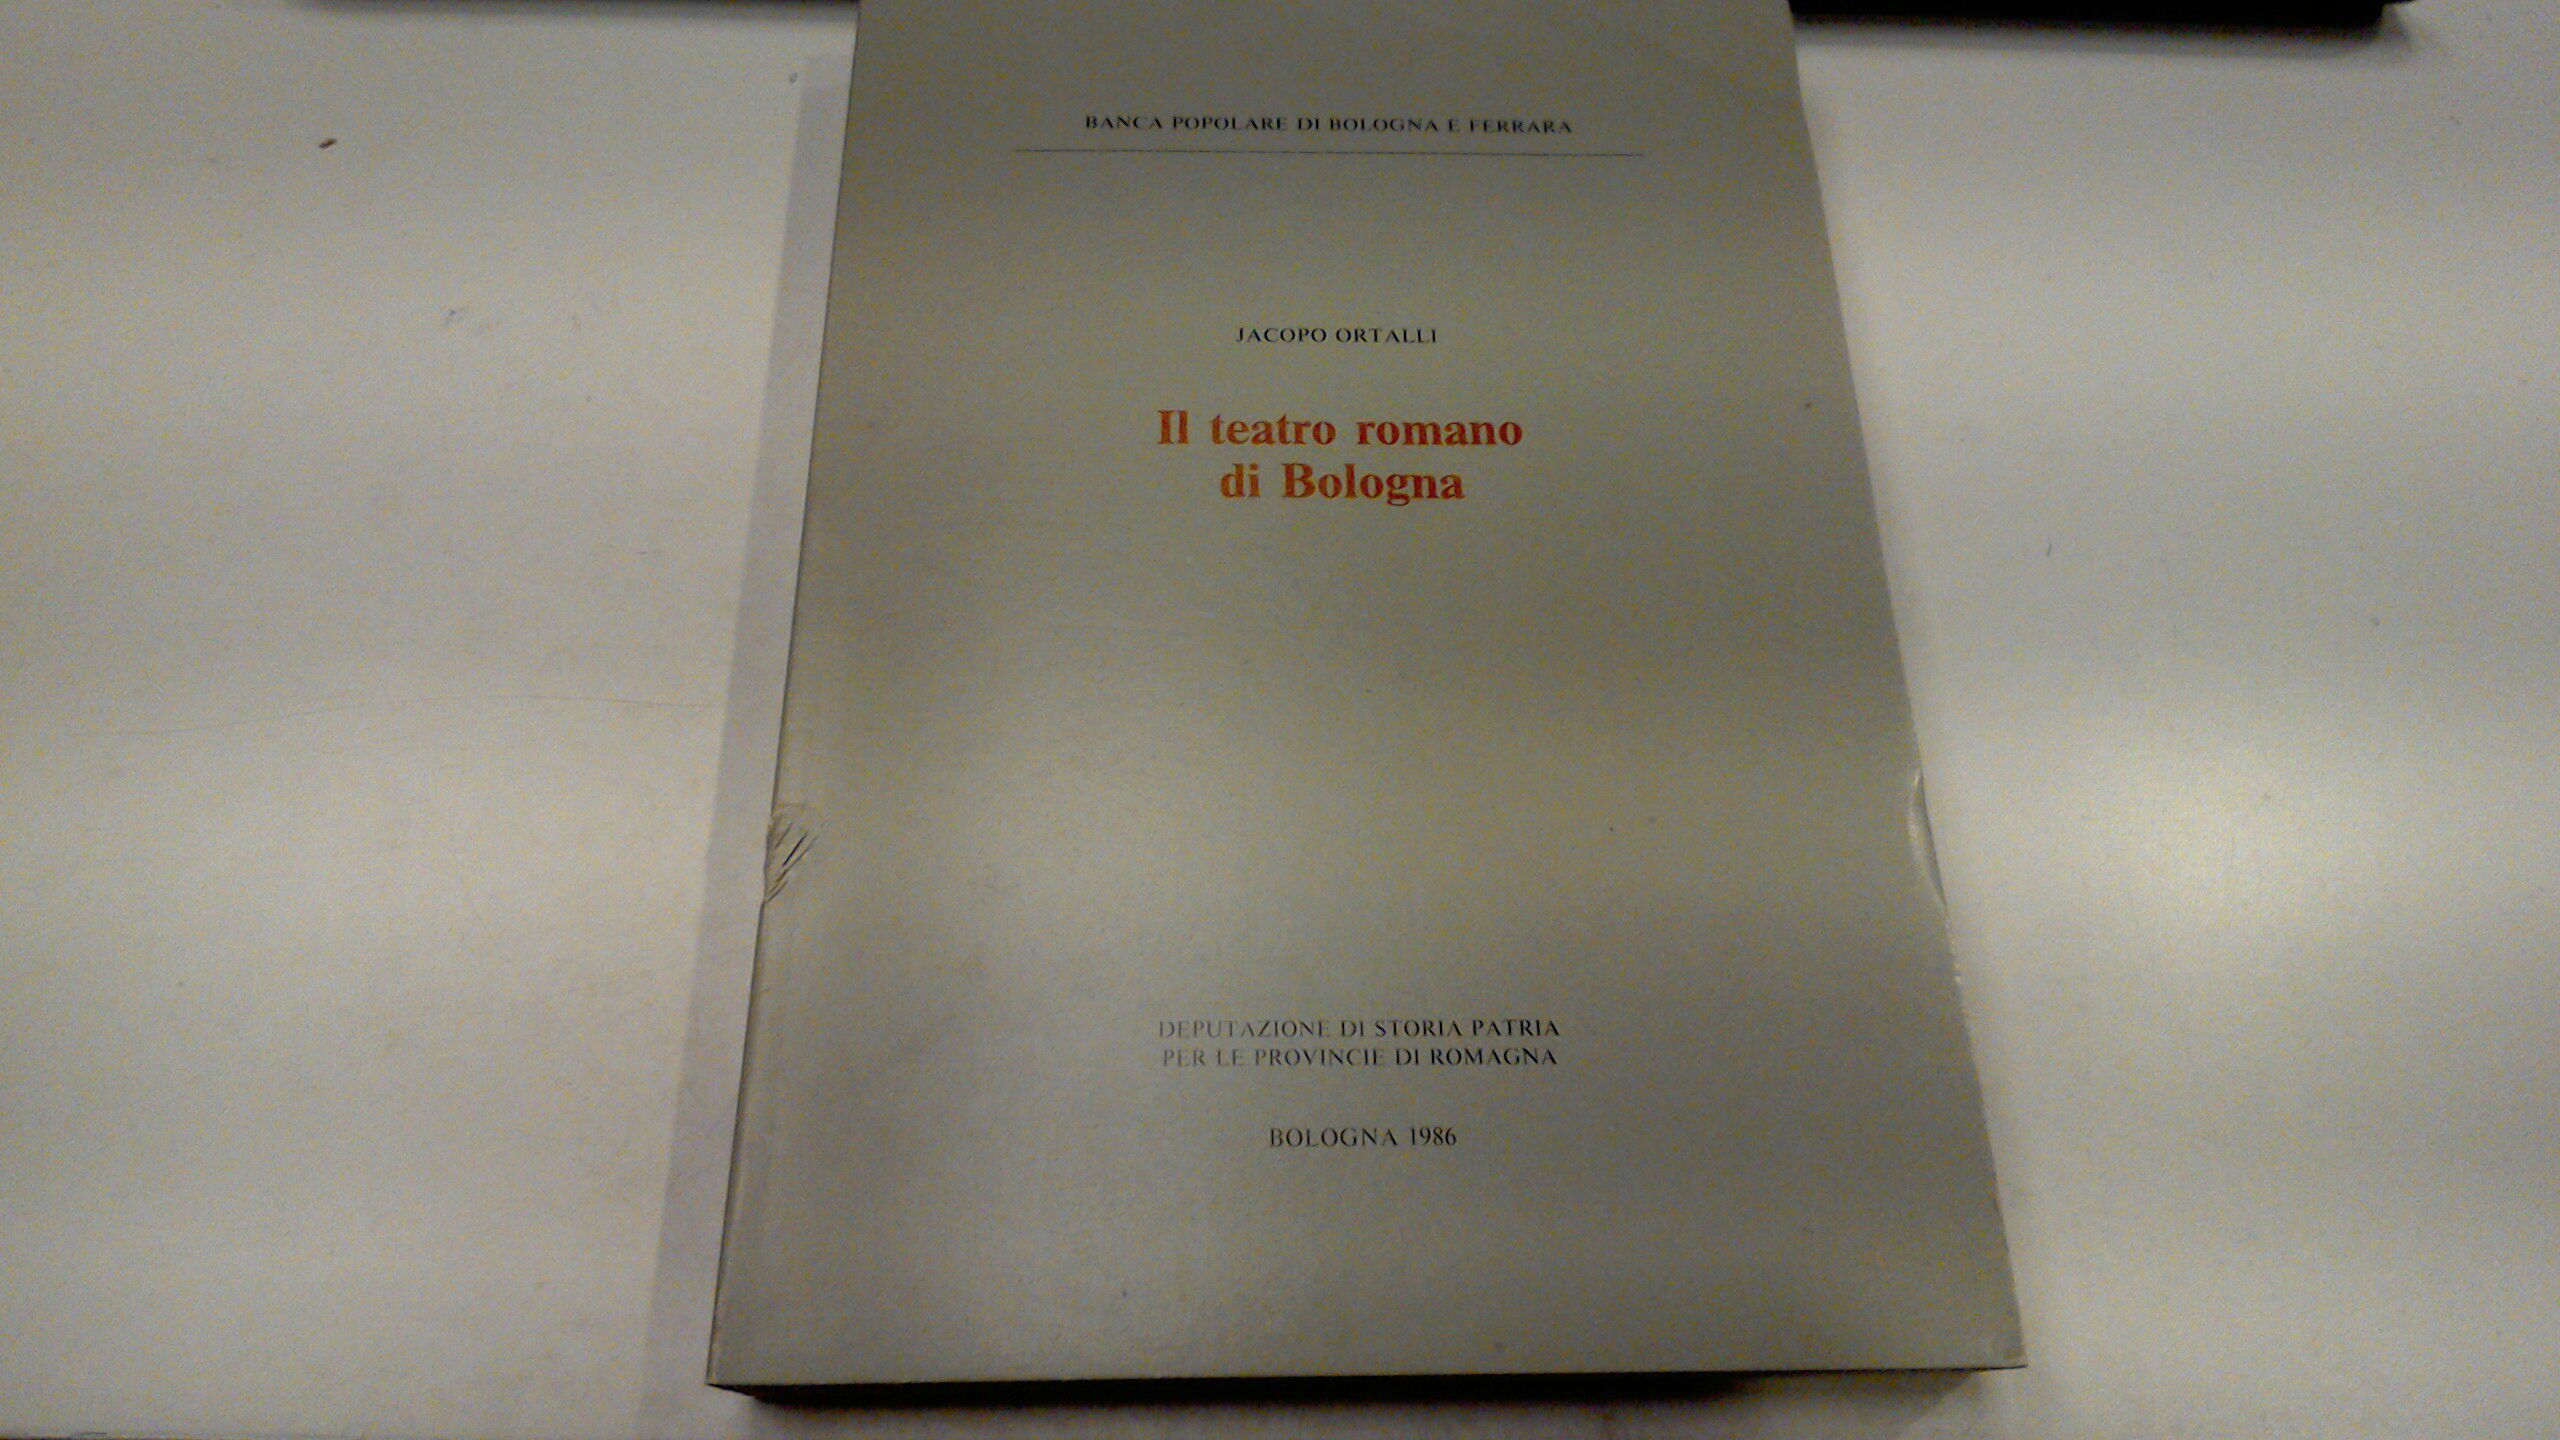 BANCA POPOLARE DI BOLOGNA E FERRARA
JACOPO ORTALLI
Il teatro romano
di Bologna
DEPUTAZIONE DI STORIA PATRIA
PER LE PROVINCIE DI ROMAGNA
BOLOGNA 1986